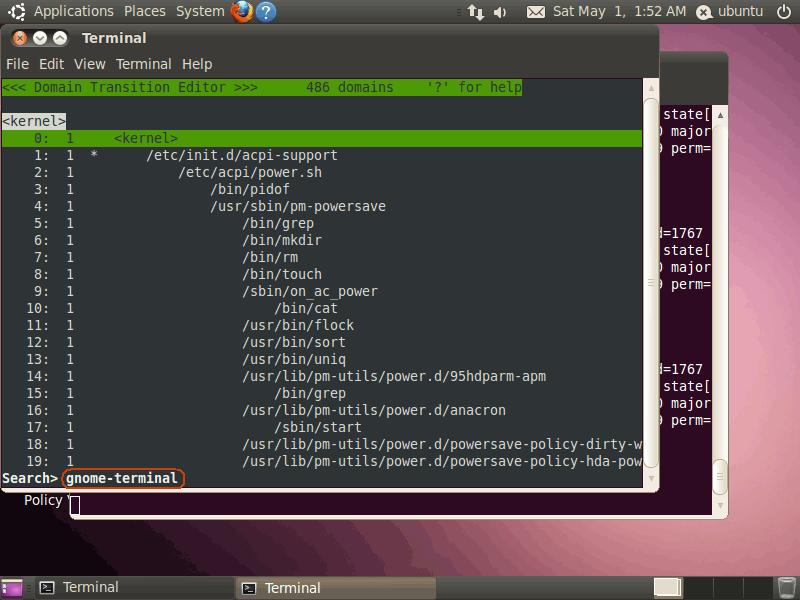 Applications Places System ? Sat May 1, 1:52 AM ubuntu
Terminal
File Edit View Terminal Help
<<< Domain Transition Editor >>> 486 domains '?' for help
<kernel>
0: 1 <kernel>
1: 1 * /etc/init.d/acpi-support
2: 1 /etc/acpi/power.sh
3: 1 /bin/pidof
4: 1 /usr/sbin/pm-powersave
5: 1 /bin/grep
6: 1 /bin/mkdir
7: 1 /bin/rm
8: 1 /bin/touch
9: 1 /sbin/on_ac_power
10: 1 /bin/cat
11: 1 /usr/bin/flock
12: 1 /usr/bin/sort
13: 1 /usr/bin/uniq
14: 1 /usr/lib/pm-utils/power.d/95hdparm-apm
15: 1 /bin/grep
16: 1 /usr/lib/pm-utils/power.d/anacron
17: 1 /sbin/start
18: 1 /usr/lib/pm-utils/power.d/powersave-policy-dirty-w
19: 1 /usr/lib/pm-utils/power.d/powersave-policy-hda-pow
Search> gnome-terminal
state[
major
perm=
=1767
state[
major
perm=
=1767
state[
major
perm=
Policy
Terminal Terminal